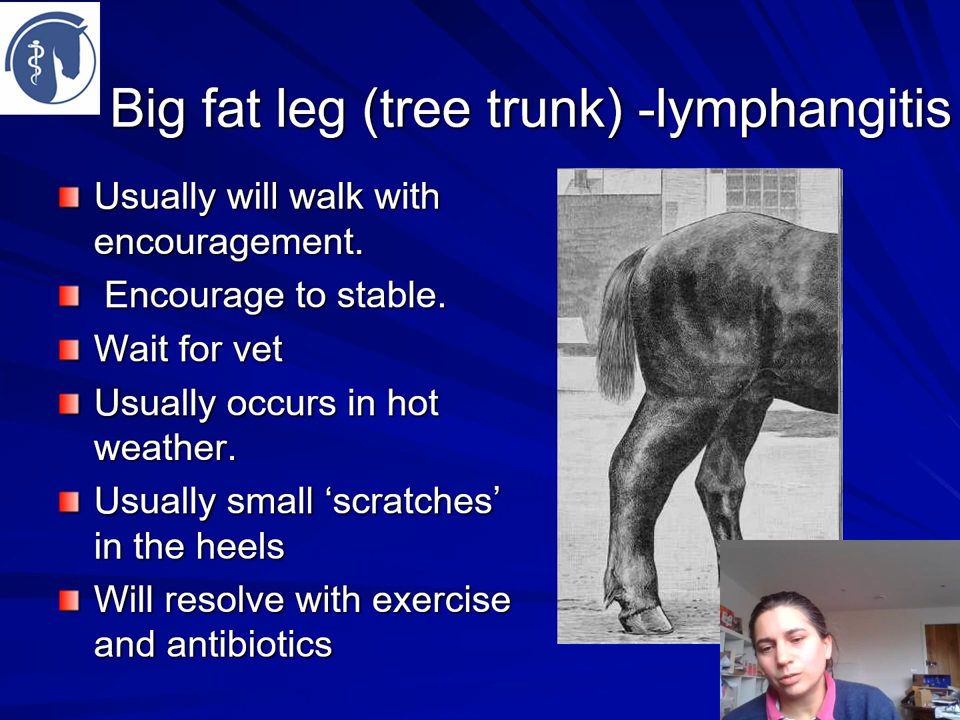 Big fat leg (tree trunk) -lymphangitis
Usually will walk with
encouragement.
Encourage to stable.
Wait for vet
Usually occurs in hot
weather.
Usually small ‘scratches’
in the heels
Will resolve with exercise
and antibiotics